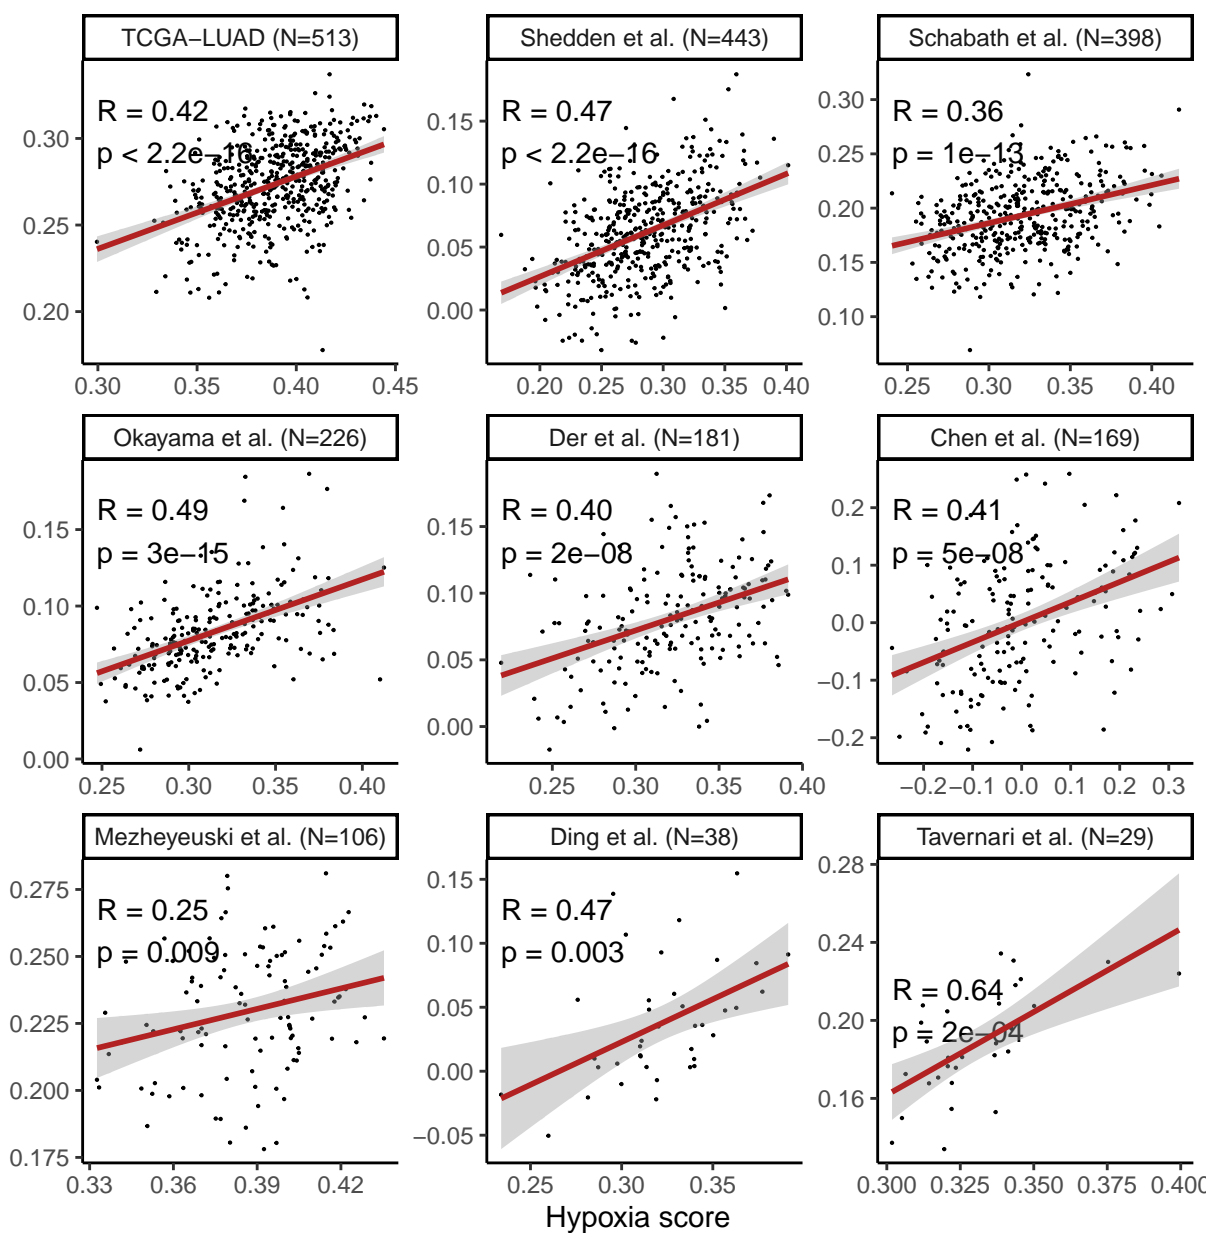 TCGA−LUAD (N=513)
Shedden et al. (N=443)
Schabath et al. (N=398)
R = 0.42
p < 2.2e−16
0.30
0.25
0.20
0.30
0.35
0.40
0.45
R = 0.47
p < 2.2e−16
0.15
0.10
0.05
0.00
0.20
0.25
0.30
0.35
0.40
R = 0.36
p = 1e−13
0.30
0.25
0.20
0.15
0.10
0.25
0.30
0.35
0.40
Okayama et al. (N=226)
Der et al. (N=181)
Chen et al. (N=169)
R = 0.49
p = 3e−15
0.15
0.10
0.05
0.00
0.25
0.30
0.35
0.40
R = 0.40
p = 2e−08
0.15
0.10
0.05
0.00
0.25
0.30
0.35
0.40
R = 0.41
p = 5e−08
0.2
0.1
0.0
−0.1
−0.2
−0.2
−0.1
0.0
0.1
0.2
0.3
Mezheyeuski et al. (N=106)
Ding et al. (N=38)
Tavernari et al. (N=29)
R = 0.25
p = 0.009
0.275
0.250
0.225
0.200
0.175
0.33
0.36
0.39
0.42
R = 0.47
p = 0.003
0.15
0.10
0.05
0.00
−0.05
0.25
0.30
0.35
R = 0.64
p = 2e−04
0.28
0.24
0.20
0.16
0.300
0.325
0.350
0.375
0.400
Hypoxia score